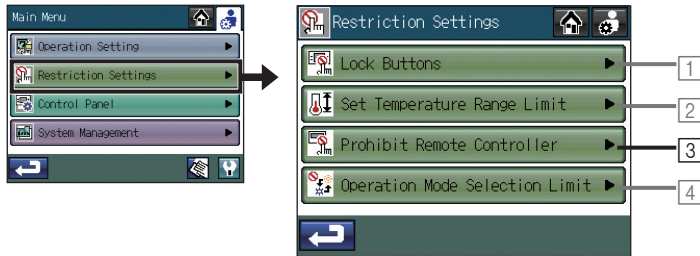 Main Menu
Operation Setting
Restriction Settings
Control Panel
System Management
Restriction Settings
Lock Buttons
1
Set Temperature Range Limit
2
Prohibit Remote Controller
3
Operation Mode Selection Limit
4